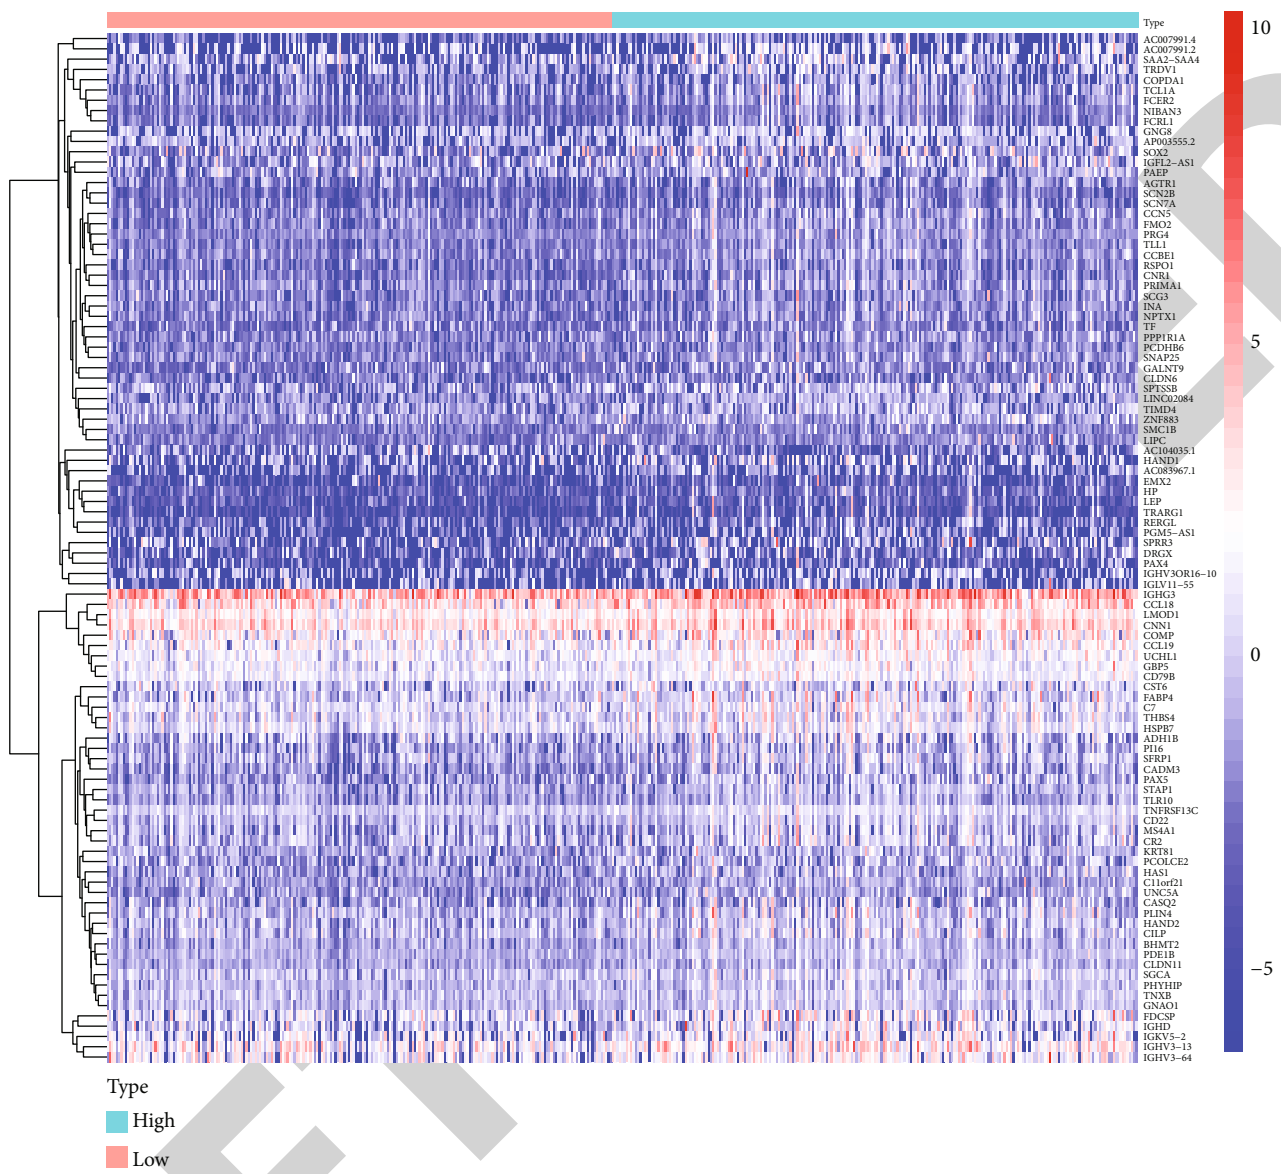 Type
10
5
0
−5
AC007991.4
AC007991.2
SAA2−SAA4
TRDV1
COPDA1
TCL1A
FCER2
NIBAN3
FCRL1
GNG8
AP003555.2
SOX2
IGFL2−AS1
PAEP
AGTR1
SCN2B
SCN7A
CCN5
FMO2
PRG4
TLL1
CCBE1
RSPO1
CNR1
PRIMA1
SCG3
INA
NPTX1
TF
PPP1R1A
PCDHB6
SNAP25
GALNT9
CLDN6
SPTSSB
LINC02084
TIMD4
ZNF883
SMC1B
LIPC
AC104035.1
HAND1
AC083967.1
EMX2
HP
LEP
TRARG1
RERGL
PGM5−AS1
SPRR3
DRGX
PAX4
IGHV3OR16−10
IGLV11−55
IGHG3
CCL18
LMOD1
CNN1
COMP
CCL19
UCHL1
GBP5
CD79B
CST6
FABP4
C7
THBS4
HSPB7
ADH1B
PI16
SFRP1
CADM3
PAX5
STAP1
TLR10
TNFRSF13C
CD22
MS4A1
CR2
KRT81
PCOLCE2
HAS1
C11orf21
UNC5A
CASQ2
PLIN4
HAND2
CILP
BHMT2
PDE1B
CLDN11
SGCA
PHYHIP
TNXB
GNAO1
FDCSP
IGHD
IGKV5−2
IGHV3−13
IGHV3−64
Type
High
Low